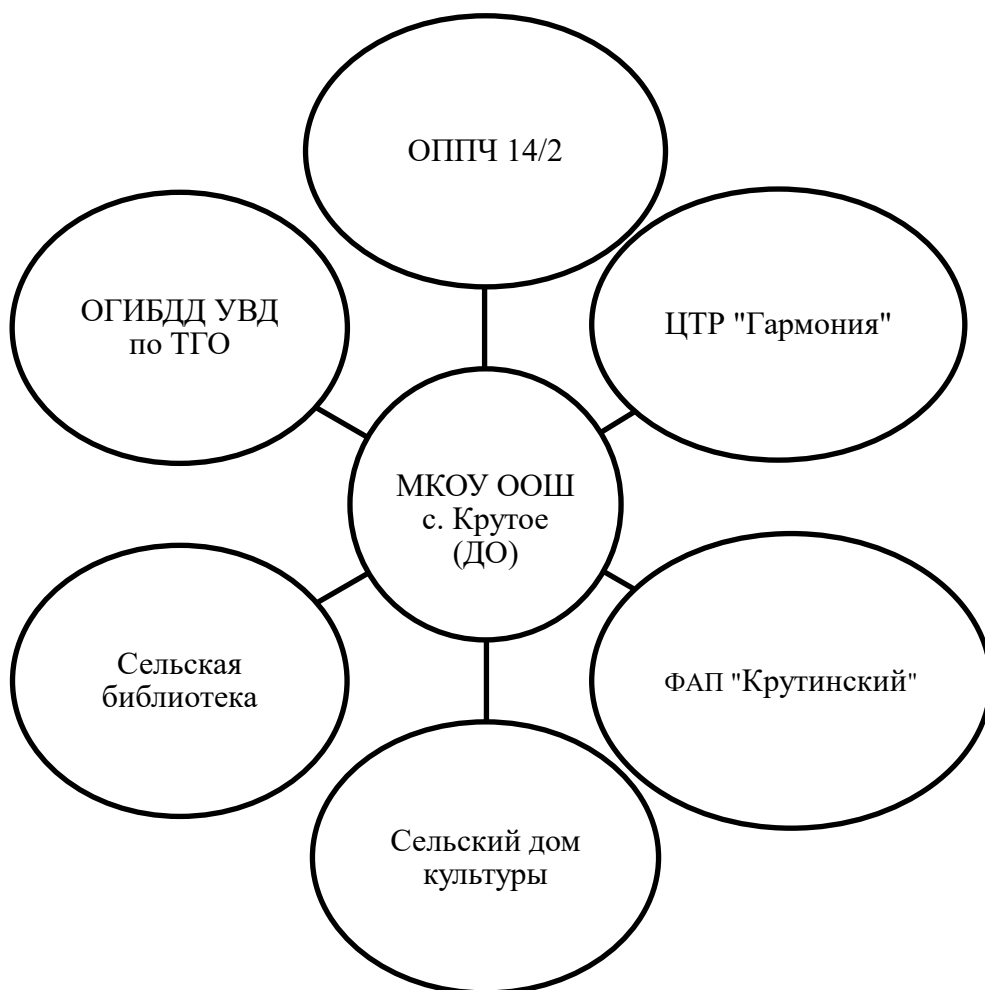 ОППЧ 14/2
ОГИБДД УВД
по ТГО
ЦТР "Гармония"
МКОУ ООШ
с. Крутое
(ДО)
Сельская
библиотека
ФАП "Крутинский"
Сельский дом
культуры